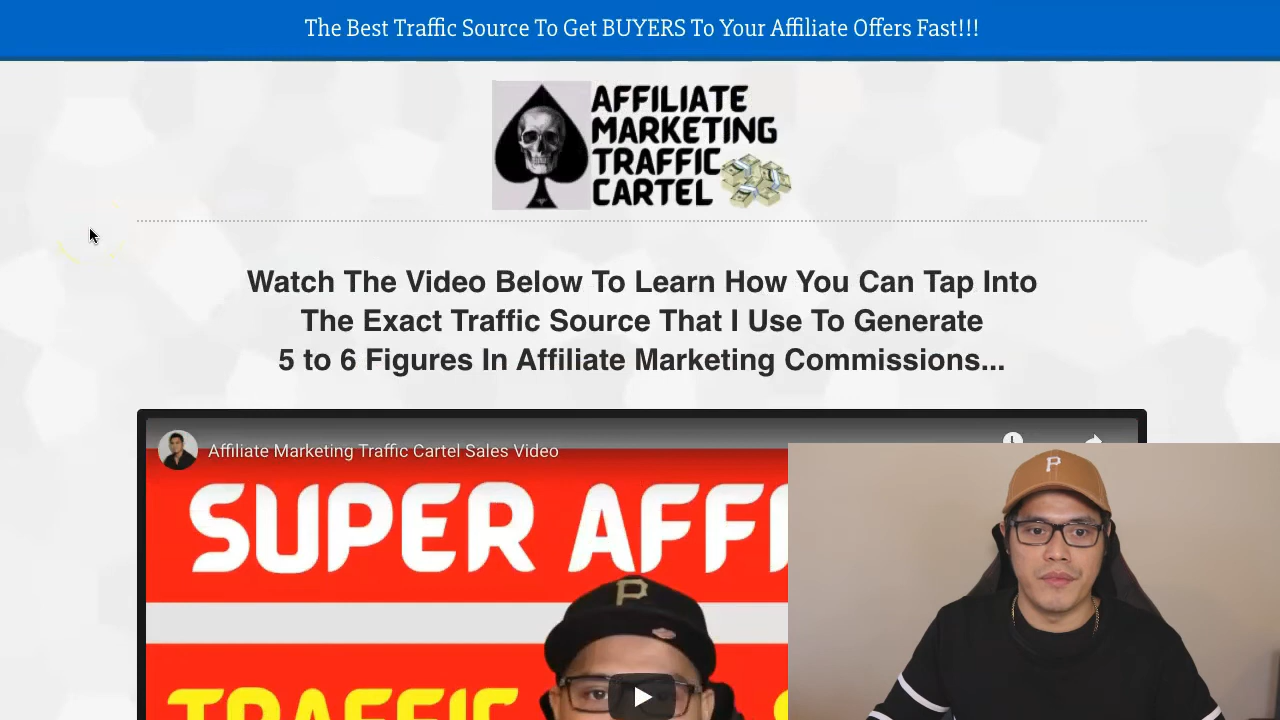 The Best Traffic Source To Get BUYERS To Your Affiliate Offers Fast!!!
AFFILIATE
MARKETING
TRAFFIC
CARTEL
Watch The Video Below To Learn How You Can Tap Into
The Exact Traffic Source That I Use To Generate
5 to 6 Figures In Affiliate Marketing Commissions...
Affiliate Marketing Traffic Cartel Sales Video
SUPER AFF
P
P
TRAFFIC